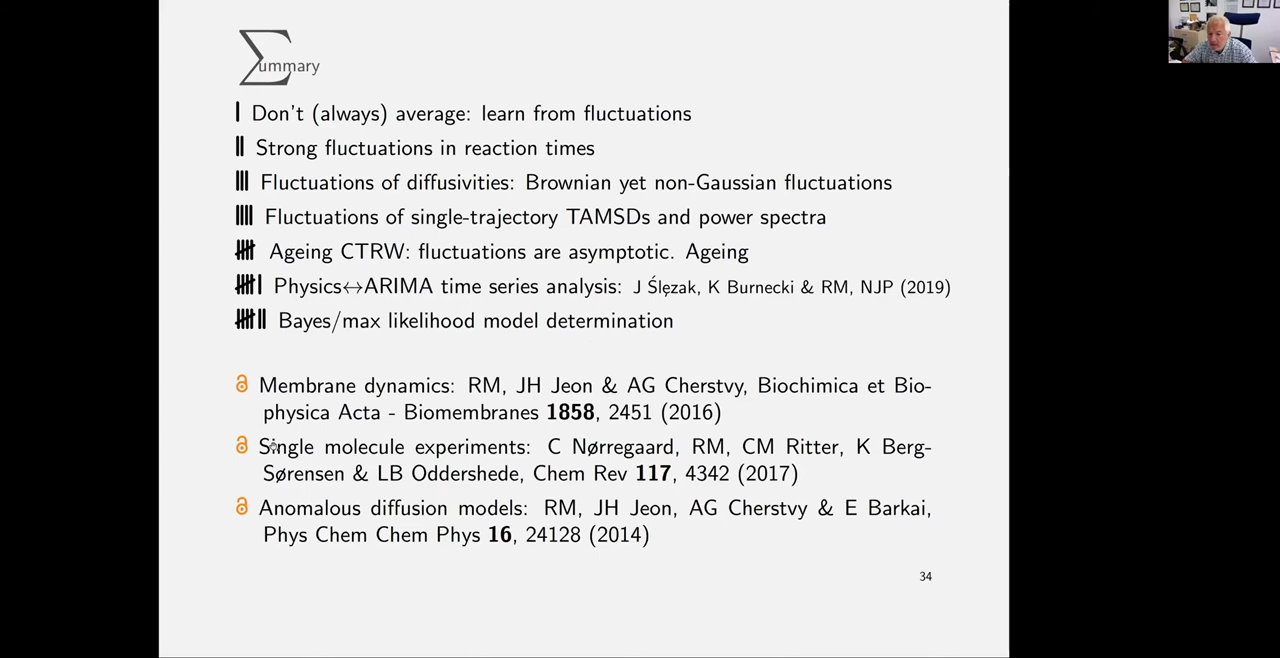 ∑ummary
I Don't (always) average: learn from fluctuations
II Strong fluctuations in reaction times
III Fluctuations of diffusivities: Brownian yet non-Gaussian fluctuations
IIII Fluctuations of single-trajectory TAMSDs and power spectra
𝍸 Ageing CTRW: fluctuations are asymptotic. Ageing
𝍸I Physics↔ARIMA time series analysis: J Ślęzak, K Burnecki & RM, NJP (2019)
𝍸II Bayes/max likelihood model determination
Membrane dynamics: RM, JH Jeon & AG Cherstvy, Biochimica et Bio-
physica Acta - Biomembranes 1858, 2451 (2016)
Single molecule experiments: C Nørregaard, RM, CM Ritter, K Berg-
Sørensen & LB Oddershede, Chem Rev 117, 4342 (2017)
Anomalous diffusion models: RM, JH Jeon, AG Cherstvy & E Barkai,
Phys Chem Chem Phys 16, 24128 (2014)
34